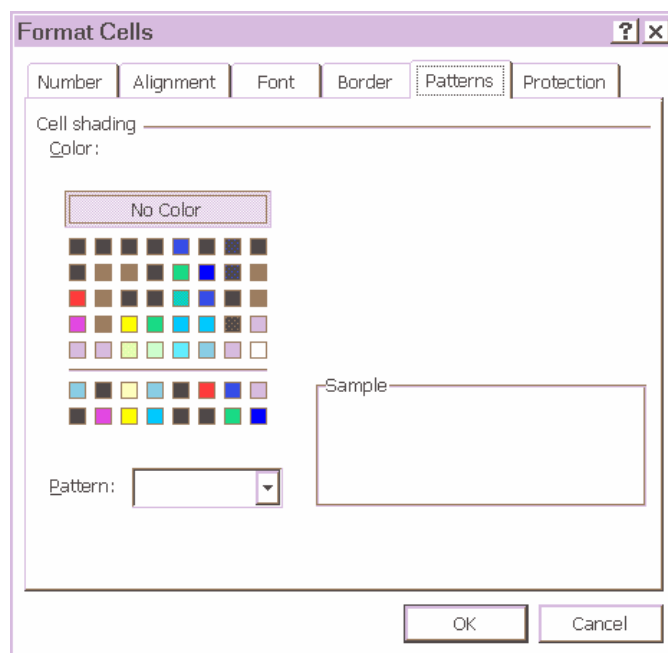 Format Cells
Number Alignment Font Border Patterns Protection
Cell shading
Color:
No Color
Sample
Pattern:
OK Cancel